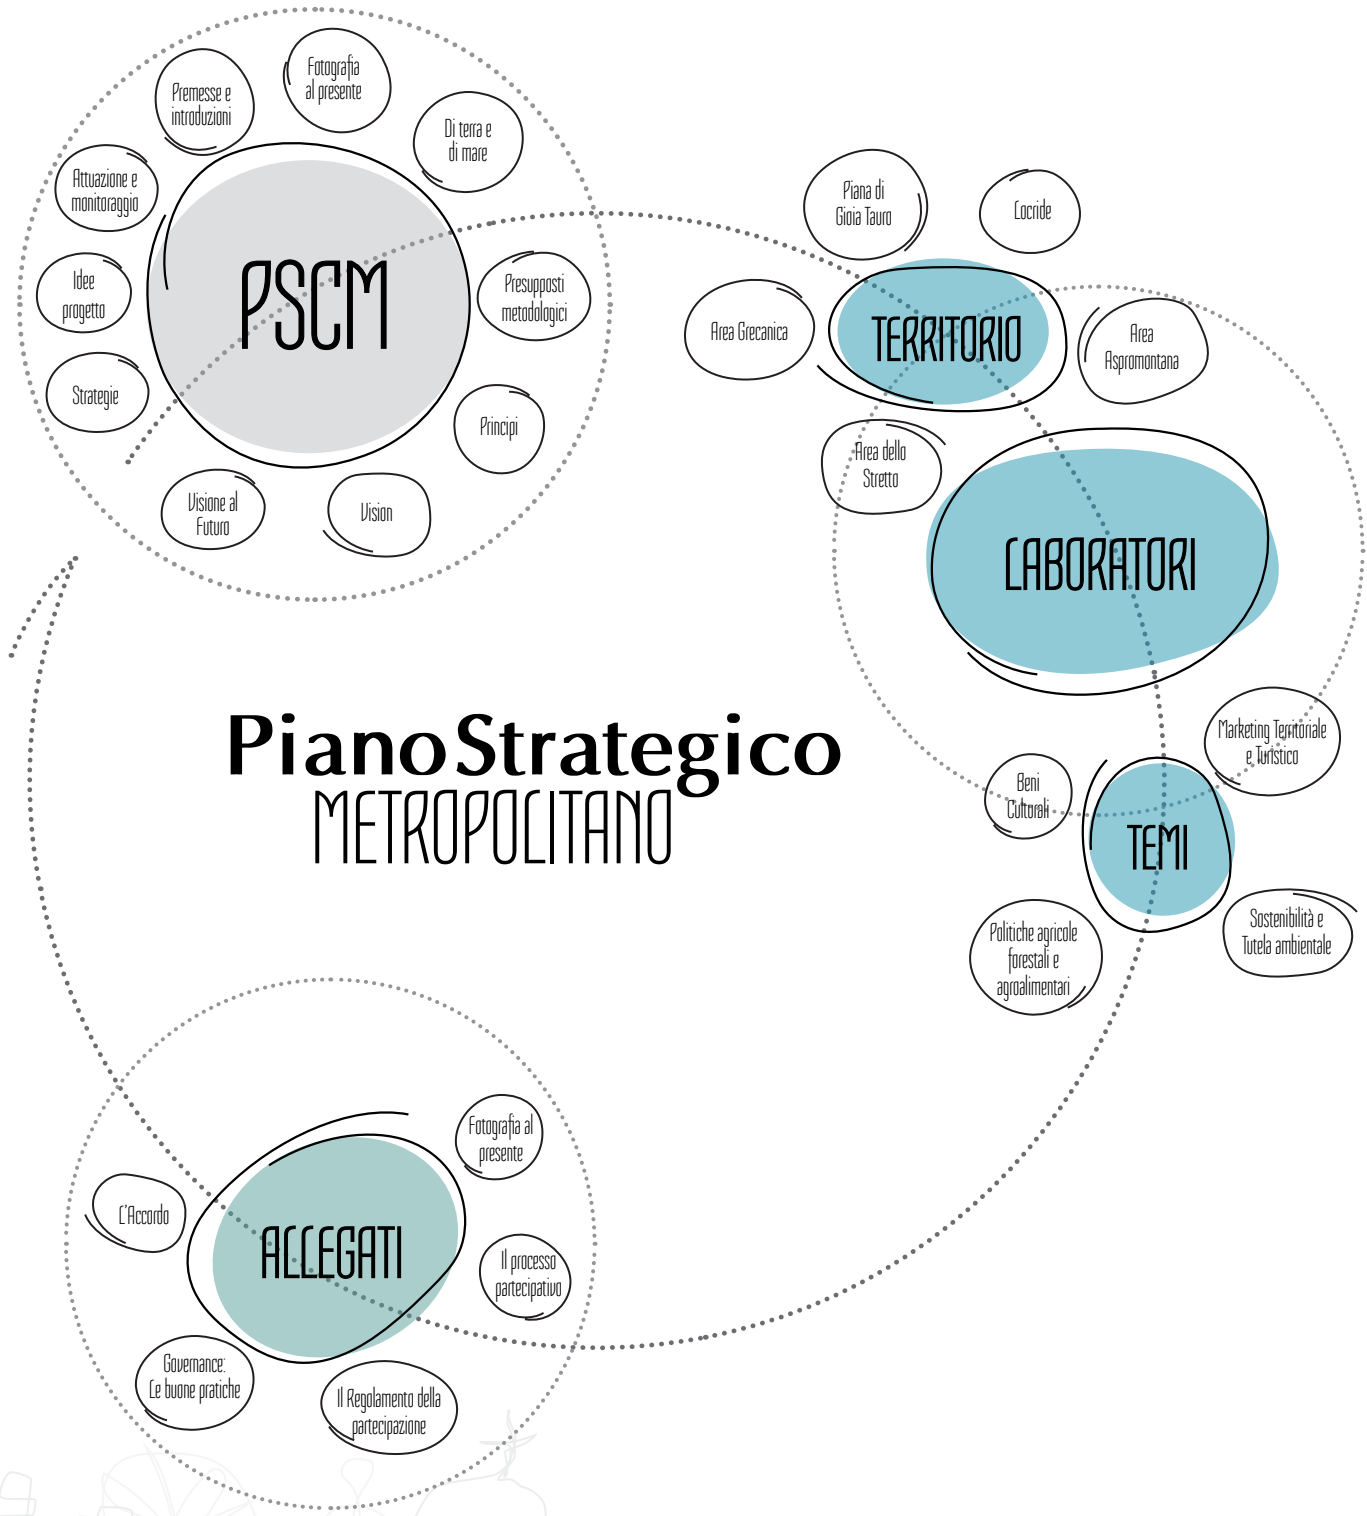 Fotografia
al presente
Premesse e
introduzioni
Di terra e
di mare
Attuazione e
monitoraggio
PSCM
Idee
progetto
Presupposti
metodologici
Strategie
Principi
Visione al
Futuro
Vision
Piana di
Gioia Tauro
Locride
Area Grecanica
TERRITORIO
Area
Aspromontana
Area dello
Stretto
LABORATORI
Marketing Territoriale
e Turistico
Beni
Culturali
TEMI
Politiche agricole
forestali e
agroalimentari
Sostenibilità e
Tutela ambientale
Piano Strategico
METROPOLITANO
Fotografia al
presente
L'Accordo
ALLEGATI
Il processo
partecipativo
Governance:
Le buone pratiche
Il Regolamento della
partecipazione